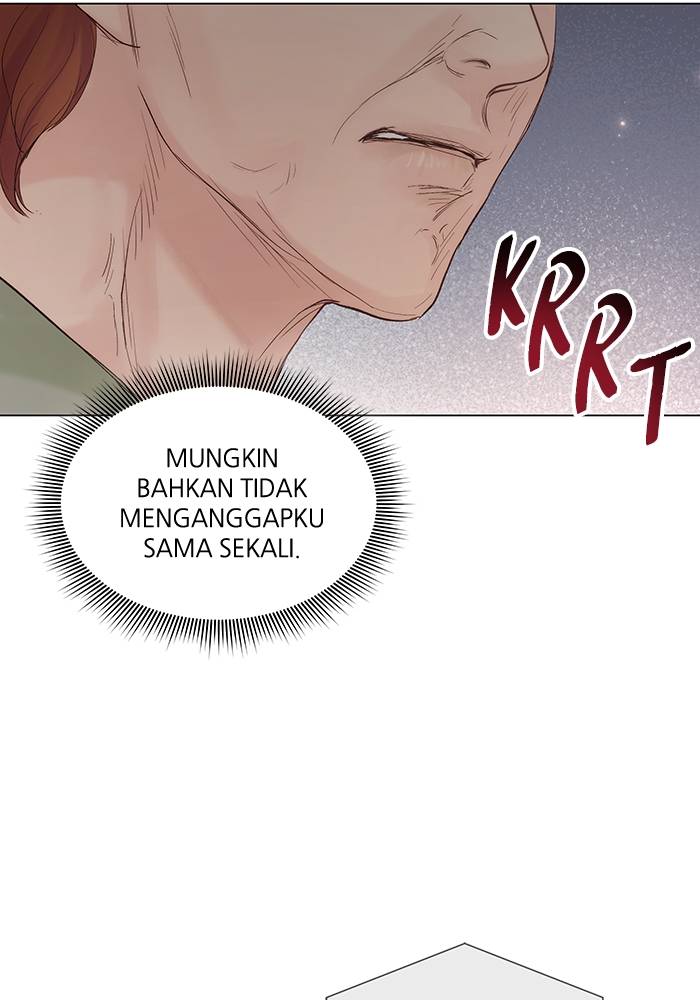 KRRT
MUNGKIN
BAHKAN TIDAK
MENGANGGAPKU
SAMA SEKALI.